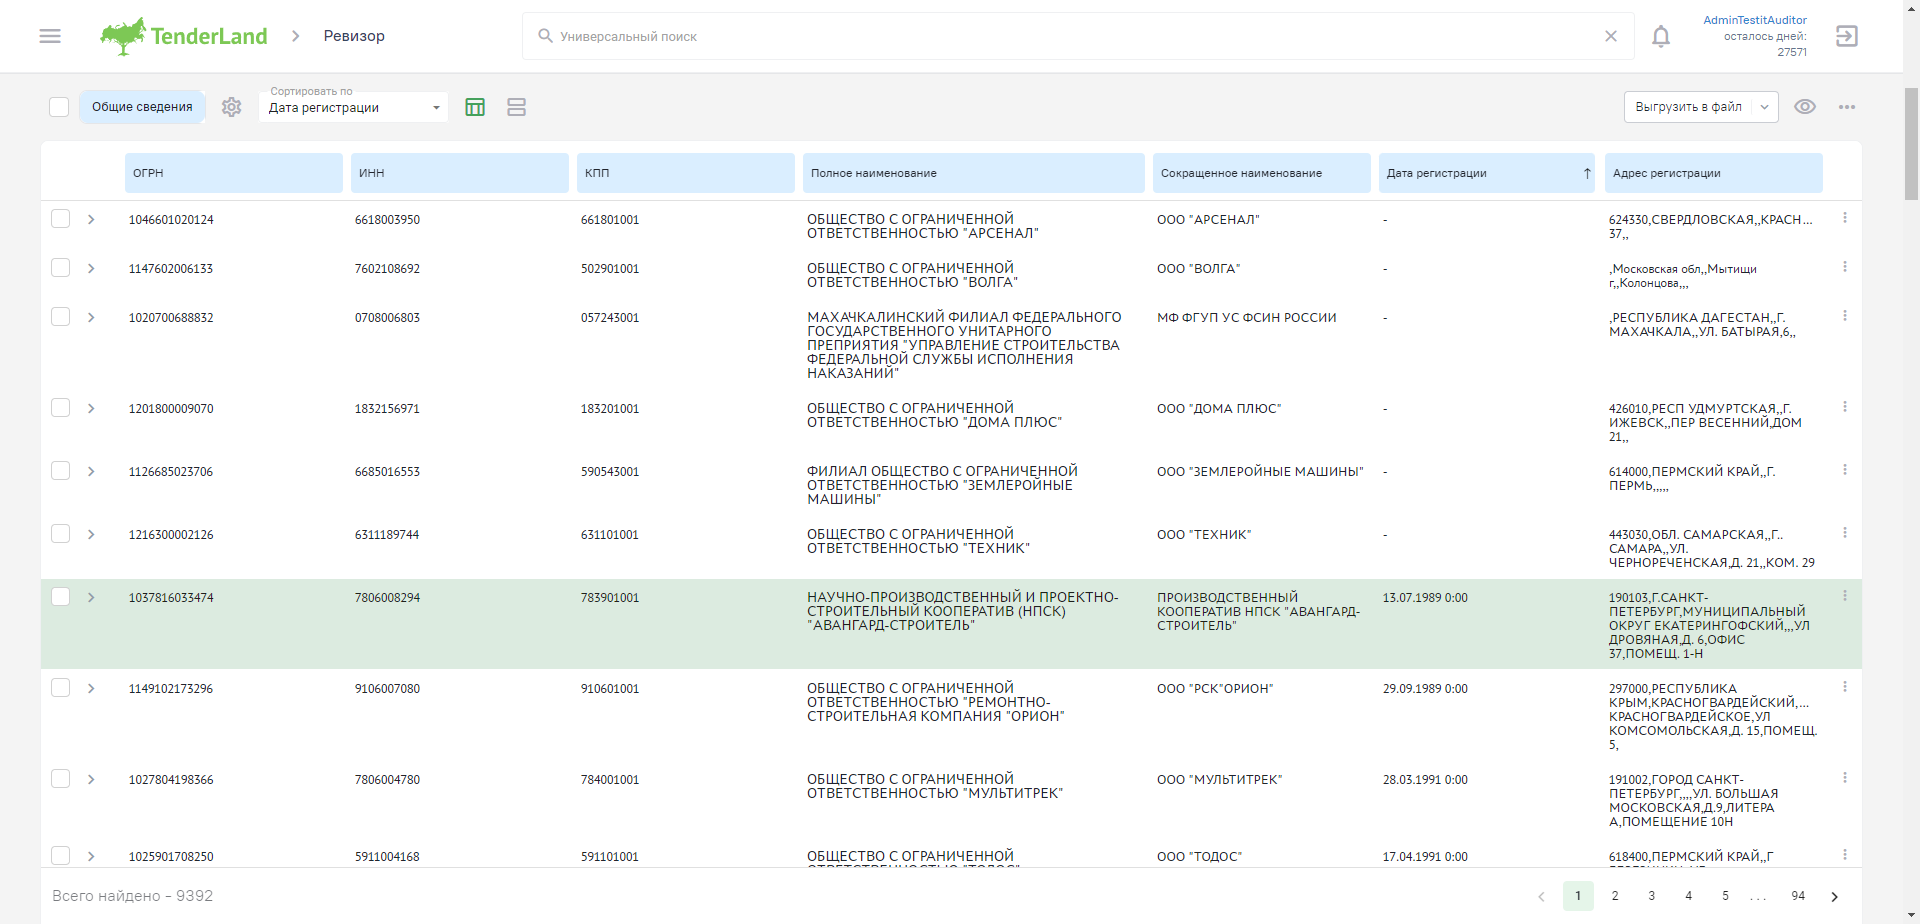 TenderLand
Ревизор
Универсальный поиск
AdminTestitAuditor
осталось дней:
27571
Общие сведения
Сортировать по
Дата регистрации
Выгрузить в файл
ОГРН
ИНН
КПП
Полное наименование
Сокращенное наименование
Дата регистрации
Адрес регистрации
1046601020124
6618003950
661801001
ОБЩЕСТВО С ОГРАНИЧЕННОЙ
ОТВЕТСТВЕННОСТЬЮ "АРСЕНАЛ"
ООО "АРСЕНАЛ"
-
624330,СВЕРДЛОВСКАЯ,,КРАСН...
37,,
1147602006133
7602108692
502901001
ОБЩЕСТВО С ОГРАНИЧЕННОЙ
ОТВЕТСТВЕННОСТЬЮ "ВОЛГА"
ООО "ВОЛГА"
-
,Московская обл,,Мытищи
г,,Колонцова,,,
1020700688832
0708006803
057243001
МАХАЧКАЛИНСКИЙ ФИЛИАЛ ФЕДЕРАЛЬНОГО
ГОСУДАРСТВЕННОГО УНИТАРНОГО
ПРЕПРИЯТИЯ "УПРАВЛЕНИЕ СТРОИТЕЛЬСТВА
ФЕДЕРАЛЬНОЙ СЛУЖБЫ ИСПОЛНЕНИЯ
НАКАЗАНИЙ"
МФ ФГУП УС ФСИН РОССИИ
-
,РЕСПУБЛИКА ДАГЕСТАН,,Г.
МАХАЧКАЛА,,УЛ. БАТЫРАЯ,6,,
1201800009070
1832156971
183201001
ОБЩЕСТВО С ОГРАНИЧЕННОЙ
ОТВЕТСТВЕННОСТЬЮ "ДОМА ПЛЮС"
ООО "ДОМА ПЛЮС"
-
426010,РЕСП УДМУРТСКАЯ,,Г.
ИЖЕВСК,,ПЕР ВЕСЕННИЙ,ДОМ
21,,
1126685023706
6685016553
590543001
ФИЛИАЛ ОБЩЕСТВО С ОГРАНИЧЕННОЙ
ОТВЕТСТВЕННОСТЬЮ "ЗЕМЛЕРОЙНЫЕ
МАШИНЫ"
ООО "ЗЕМЛЕРОЙНЫЕ МАШИНЫ"
-
614000,ПЕРМСКИЙ КРАЙ,,Г.
ПЕРМЬ,,,,,
1216300002126
6311189744
631101001
ОБЩЕСТВО С ОГРАНИЧЕННОЙ
ОТВЕТСТВЕННОСТЬЮ "ТЕХНИК"
ООО "ТЕХНИК"
-
443030,ОБЛ. САМАРСКАЯ,,Г..
САМАРА,,УЛ.
ЧЕРНОРЕЧЕНСКАЯ,Д. 21,,КОМ. 29
1037816033474
7806008294
783901001
НАУЧНО-ПРОИЗВОДСТВЕННЫЙ И ПРОЕКТНО-
СТРОИТЕЛЬНЫЙ КООПЕРАТИВ (НПСК)
"АВАНГАРД-СТРОИТЕЛЬ"
ПРОИЗВОДСТВЕННЫЙ
КООПЕРАТИВ НПСК "АВАНГАРД-
СТРОИТЕЛЬ"
13.07.1989 0:00
190103,Г.САНКТ-
ПЕТЕРБУРГ,МУНИЦИПАЛЬНЫЙ
ОКРУГ ЕКАТЕРИНГОФСКИЙ,,,УЛ
ДРОВЯНАЯ,Д. 6,ОФИС
37,ПОМЕЩ. 1-Н
1149102173296
9106007080
910601001
ОБЩЕСТВО С ОГРАНИЧЕННОЙ
ОТВЕТСТВЕННОСТЬЮ "РЕМОНТНО-
СТРОИТЕЛЬНАЯ КОМПАНИЯ "ОРИОН"
ООО "РСК"ОРИОН"
29.09.1989 0:00
297000,РЕСПУБЛИКА
КРЫМ,КРАСНОГВАРДЕЙСКИЙ,...
КРАСНОГВАРДЕЙСКОЕ,УЛ
КОМСОМОЛЬСКАЯ,Д. 15,ПОМЕЩ.
5,
1027804198366
7806004780
784001001
ОБЩЕСТВО С ОГРАНИЧЕННОЙ
ОТВЕТСТВЕННОСТЬЮ "МУЛЬТИТРЕК"
ООО "МУЛЬТИТРЕК"
28.03.1991 0:00
191002,ГОРОД САНКТ-
ПЕТЕРБУРГ,,,,УЛ. БОЛЬШАЯ
МОСКОВСКАЯ,Д.9,ЛИТЕРА
А,ПОМЕЩЕНИЕ 10Н
1025901708250
5911004168
591101001
ОБЩЕСТВО С ОГРАНИЧЕННОЙ
ООО "ТОДОС"
17.04.1991 0:00
618400,ПЕРМСКИЙ КРАЙ,,Г
Всего найдено - 9392
1 2 3 4 5 ... 94